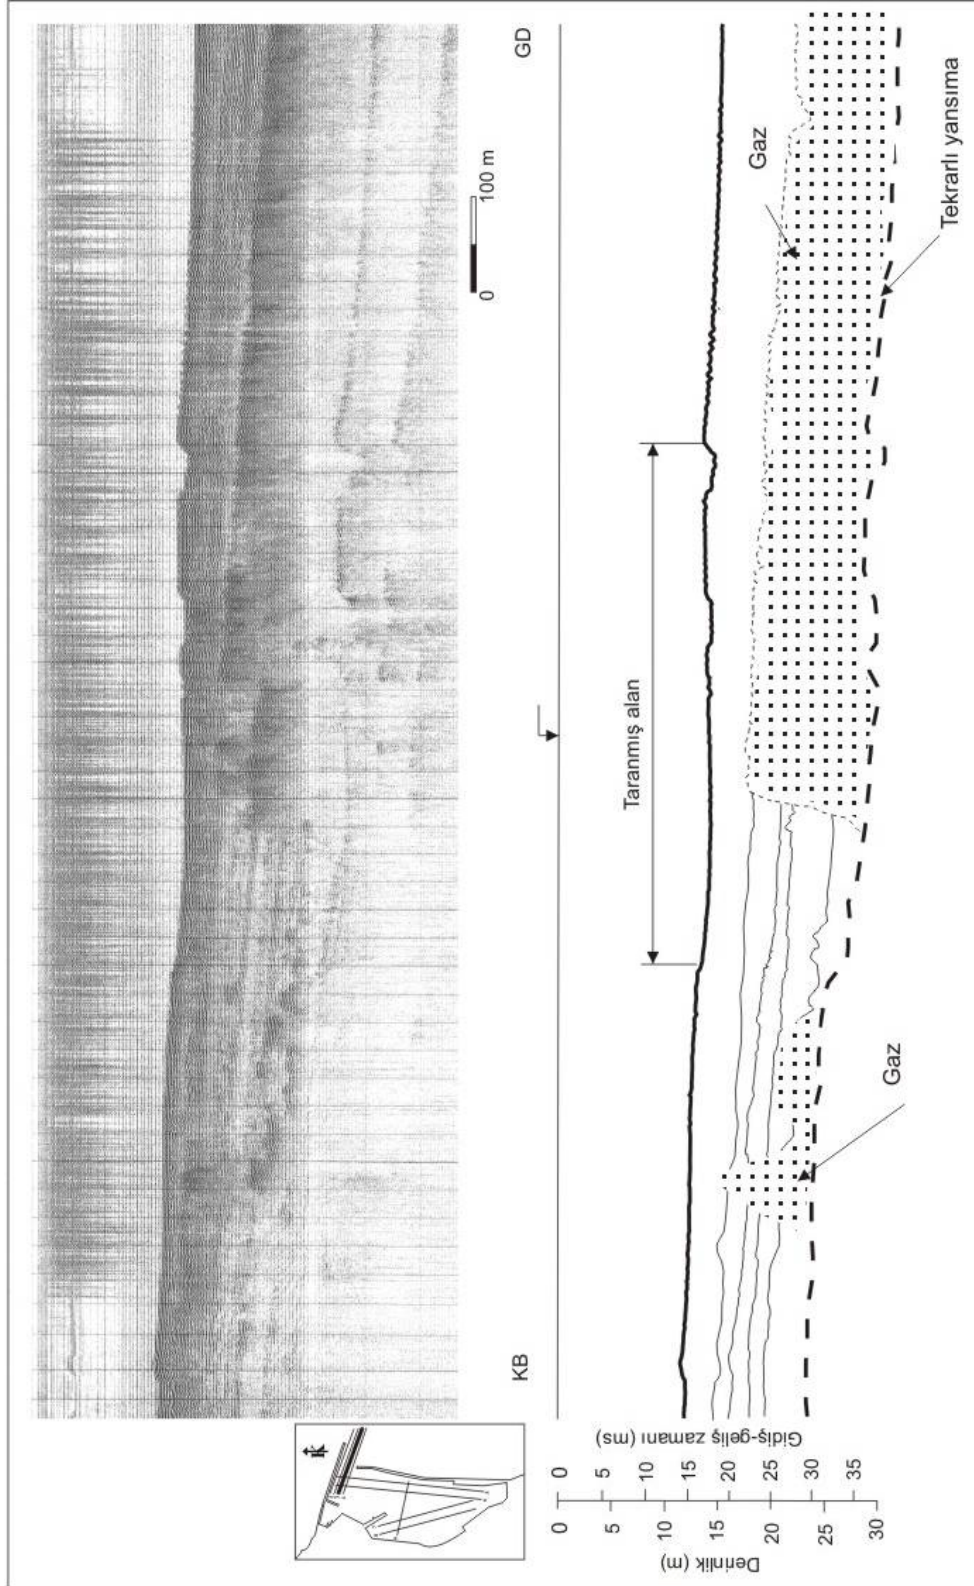 KB
GD
0
100 m
K
Taranmış alan
Gaz
Gaz
Tekrarlı yansıma
Gidiş-geliş zamanı (ms)
0
5
10
15
20
25
30
35
Derinlik (m)
0
5
10
15
20
25
30